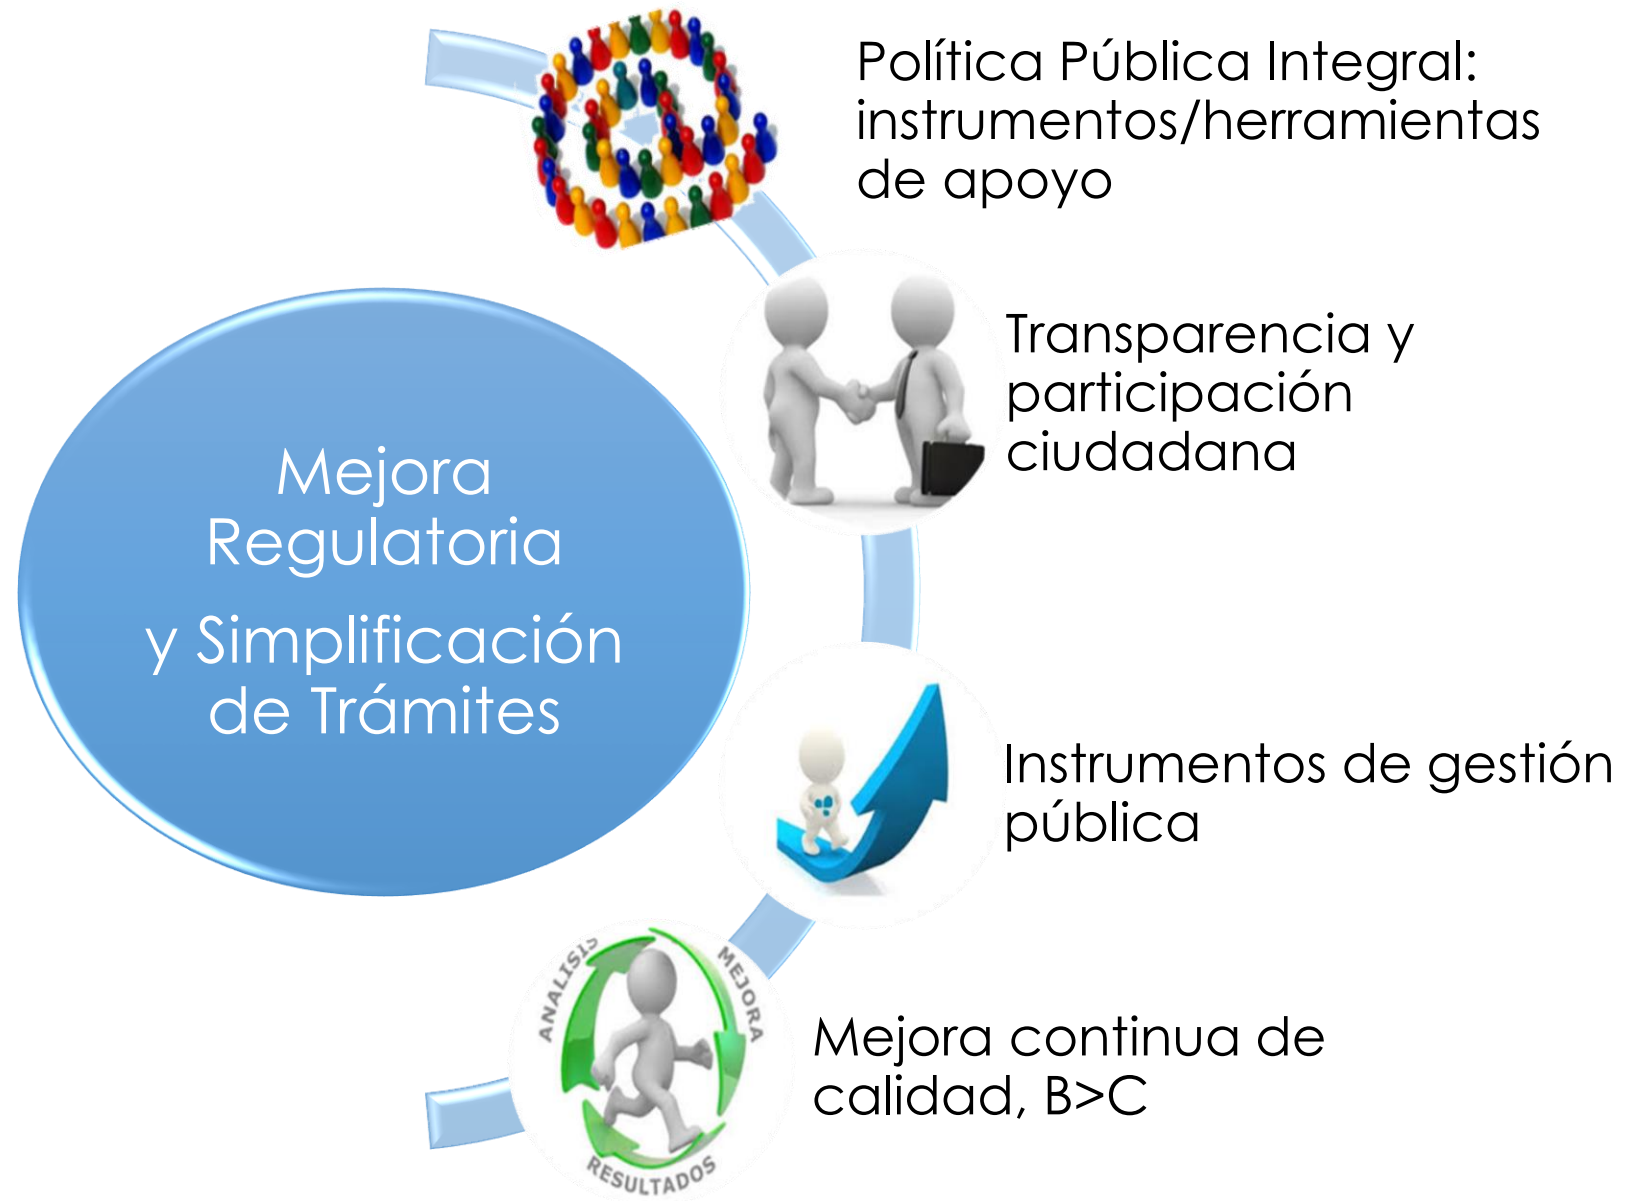 Política Pública Integral:
instrumentos/herramientas
de apoyo
Transparencia y
participación
ciudadana
Mejora
Regulatoria
y Simplificación
de Trámites
Instrumentos de gestión
pública
Mejora continua de
calidad, B>C
ANALISIS
MEJORA
RESULTADOS